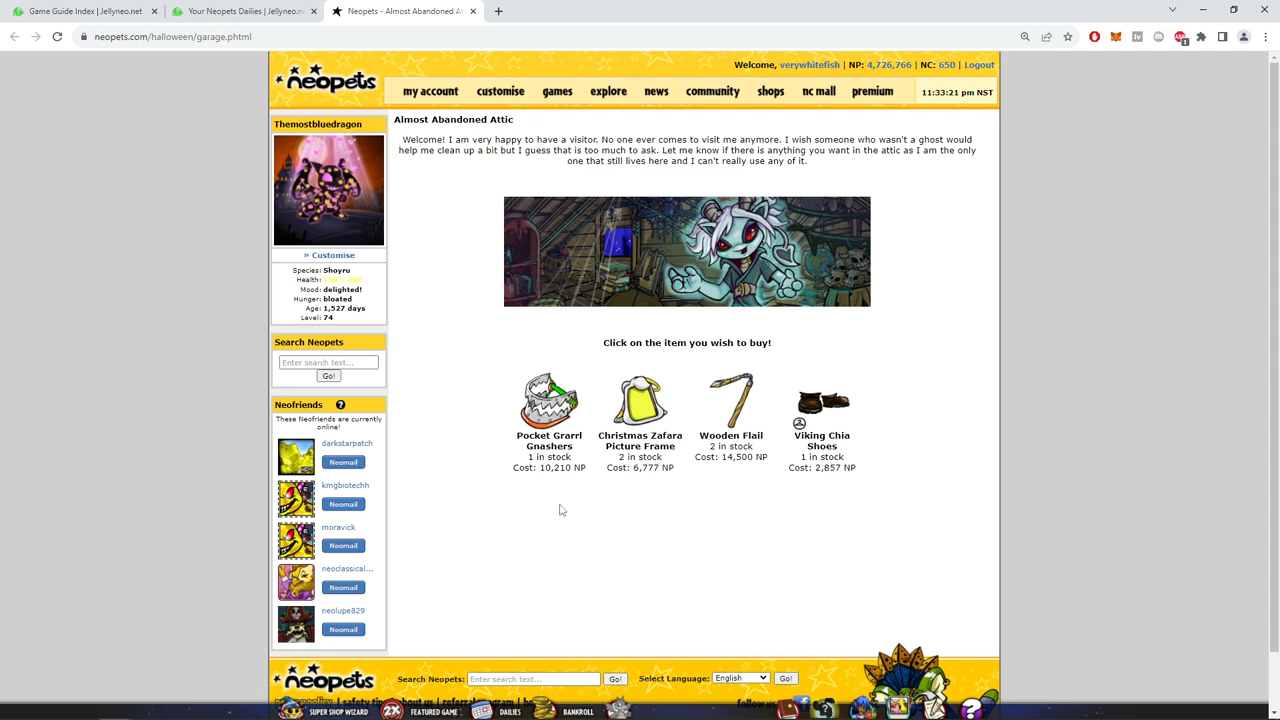 Game Guide Index | Jellyneo.net
Your Neopets Dailies | Jellyneo.net
Neopets - Almost Abandoned At
neopets.com/halloween/garage.phtml
neopets
Welcome, verywhitefish | NP: 4,726,766 | NC: 650 | Logout
my account customise games explore news community shops nc mall premium 11:33:21 pm NST
Themostbluedragon
» Customise
Species: Shoyru
Health:
Mood: delighted!
Hunger: bloated
Age: 1,527 days
Level: 74
Search Neopets
Enter search text...
Go!
Neofriends ?
These Neofriends are currently
online!
darkstarpatch
Neomail
kmgbiotechh
Neomail
moravick
Neomail
neoclassical...
Neomail
neolupe829
Neomail
Almost Abandoned Attic
Welcome! I am very happy to have a visitor. No one ever comes to visit me anymore. I wish someone who wasn't a ghost would
help me clean up a bit but I guess that is too much to ask. Let me know if there is anything you want in the attic as I am the only
one that still lives here and I can't really use any of it.
Click on the item you wish to buy!
Pocket Grarrl
Gnashers
1 in stock
Cost: 10,210 NP
Christmas Zafara
Picture Frame
2 in stock
Cost: 6,777 NP
Wooden Flail
2 in stock
Cost: 14,500 NP
Viking Chia
Shoes
1 in stock
Cost: 2,857 NP
neopets
Search Neopets: Enter search text... Go! Select Language: English Go!
follow us
SUPER SHOP WIZARD FEATURED GAME DAILIES BANKROLL